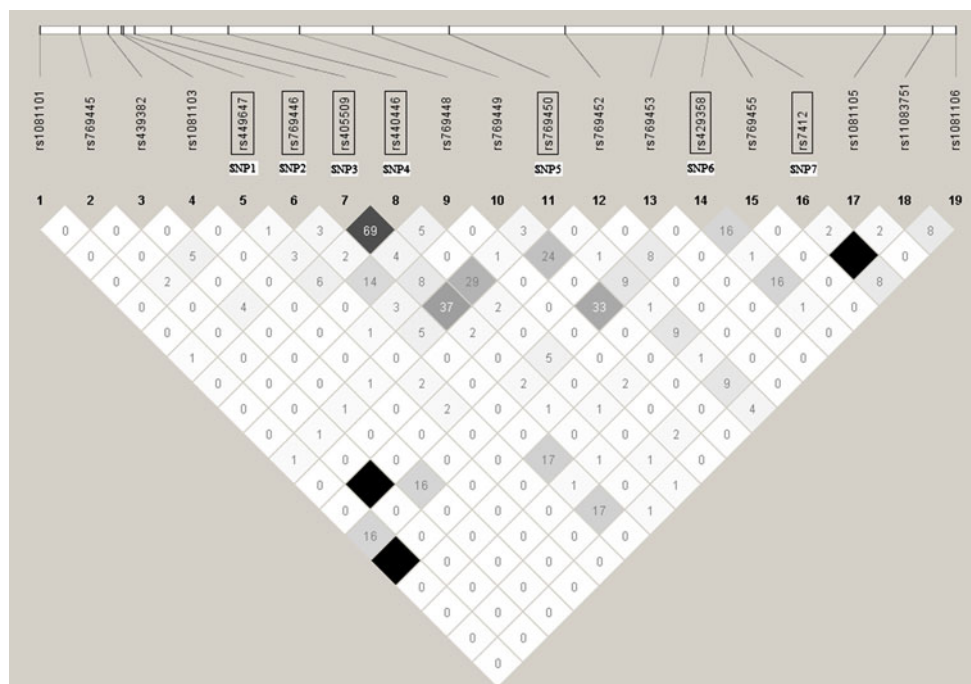 rs1081101
rs769445
rs439382
rs1081103
rs449647
rs769446
rs405509
rs440446
rs769448
rs769449
rs769450
rs769452
rs769453
rs429358
rs769455
rs7412
rs1081105
rs11083751
rs1081106
SNP1 SNP2 SNP3 SNP4 SNP5 SNP6 SNP7
1 2 3 4 5 6 7 8 9 10 11 12 13 14 15 16 17 18 19
0 0 0 0 1 3 69 5 0 3 0 0 0 16 0 2 2 8
0 0 5 0 3 2 4 0 1 24 1 8 0 1 0 0
0 2 0 0 6 14 8 29 0 0 9 0 0 16 0 8
0 0 4 0 0 3 37 2 0 33 1 0 0 1 0
0 0 0 0 1 5 2 0 0 0 9 0 0 0
1 0 0 0 0 0 0 5 0 0 1 0 0
0 0 0 1 2 0 2 0 2 0 9 0
0 0 1 0 2 0 1 1 0 0 4
0 1 0 0 0 0 0 0 2 0
1 0 0 0 0 17 1 1 0
0 16 0 0 1 0 1
0 0 0 0 0 17 1
16 0 0 0 0 0
0 0 0 0
0 0 0 0
0 0 0
0 0
0